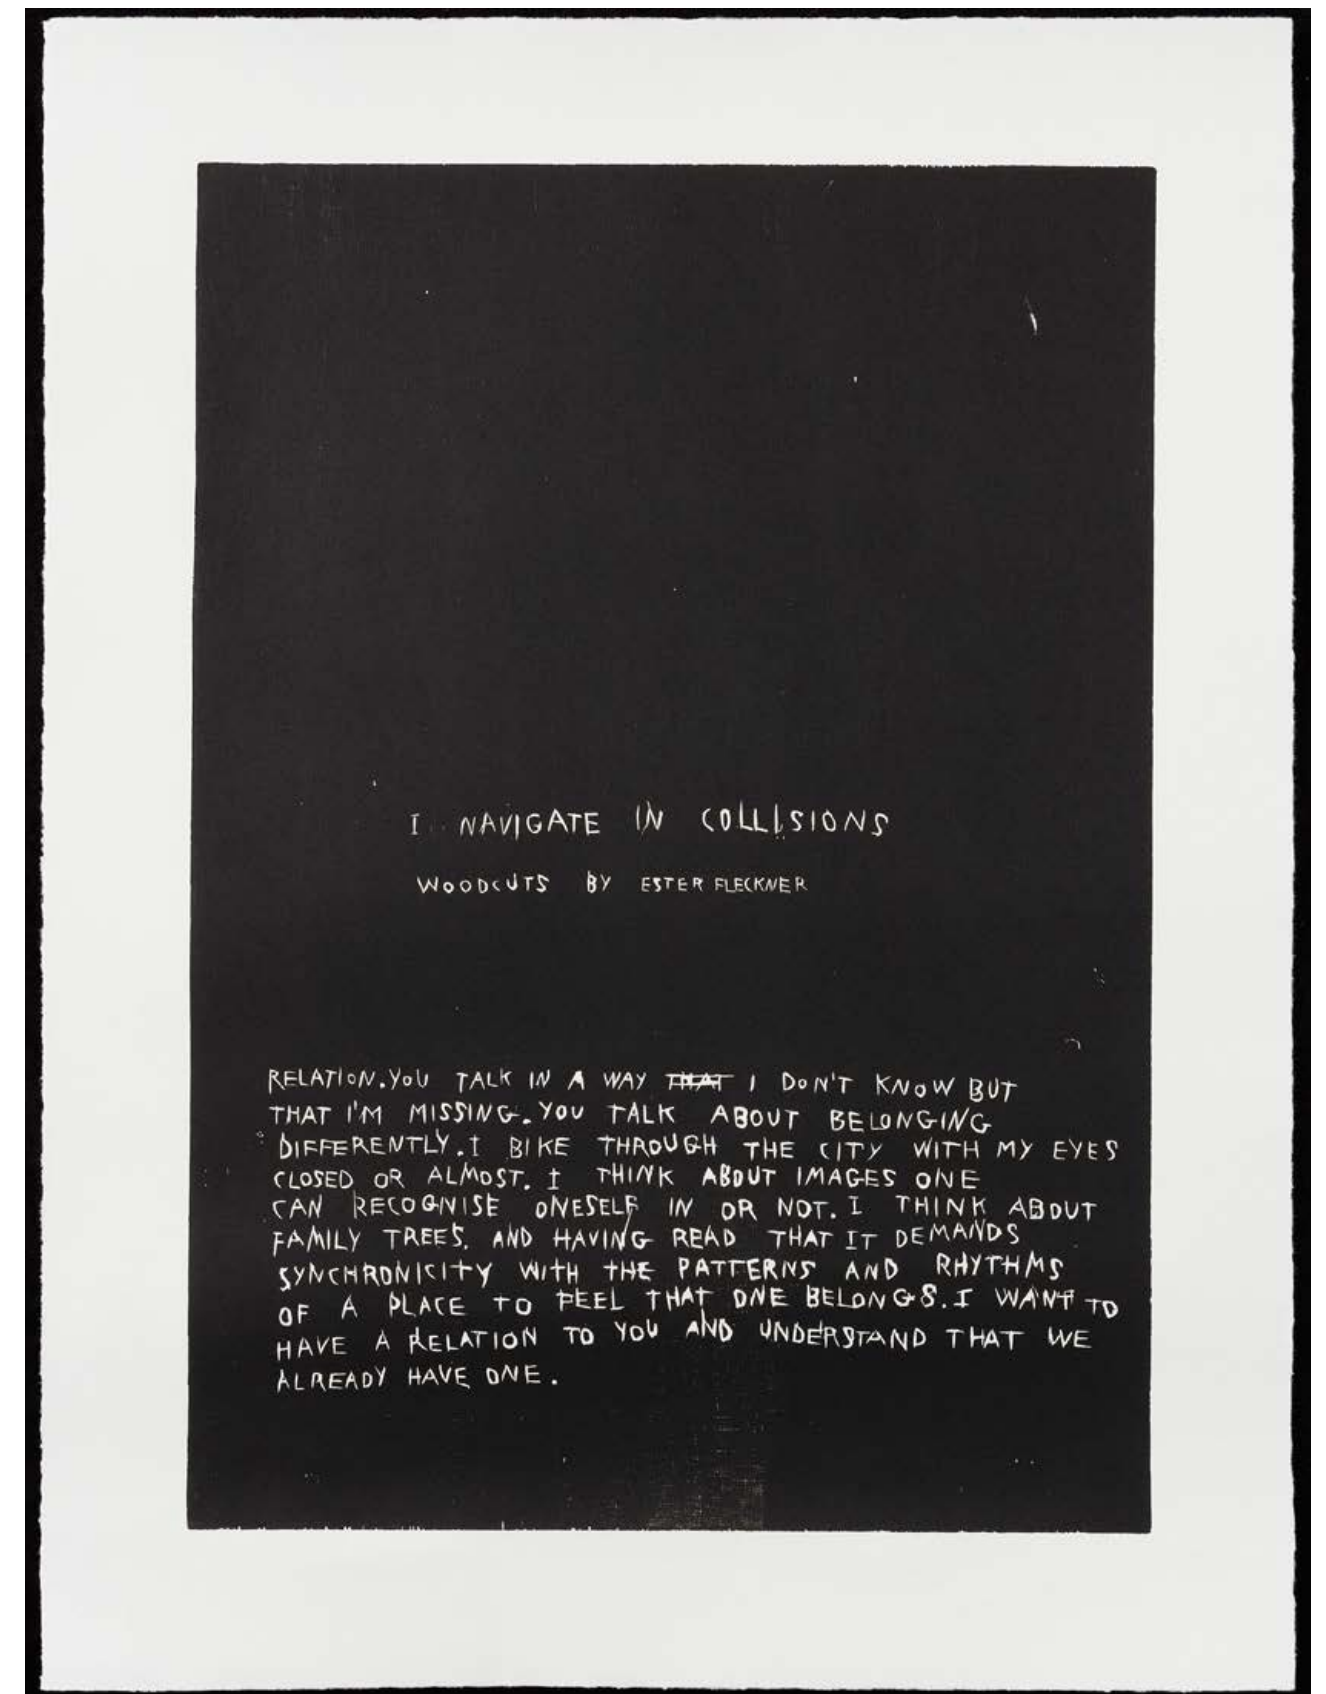 I NAVIGATE IN COLLISIONS
WOODCUTS BY ESTER FLECKNER
RELATION. YOU TALK IN A WAY THAT I DON'T KNOW BUT
THAT I'M MISSING. YOU TALK ABOUT BELONGING
DIFFERENTLY. I BIKE THROUGH THE CITY WITH MY EYES
CLOSED OR ALMOST. I THINK ABOUT IMAGES ONE
CAN RECOGNISE ONESELF IN OR NOT. I THINK ABOUT
FAMILY TREES. AND HAVING READ THAT IT DEMANDS
SYNCHRONICITY WITH THE PATTERNS AND RHYTHMS
OF A PLACE TO FEEL THAT ONE BELONGS. I WANT TO
HAVE A RELATION TO YOU AND UNDERSTAND THAT WE
ALREADY HAVE ONE.